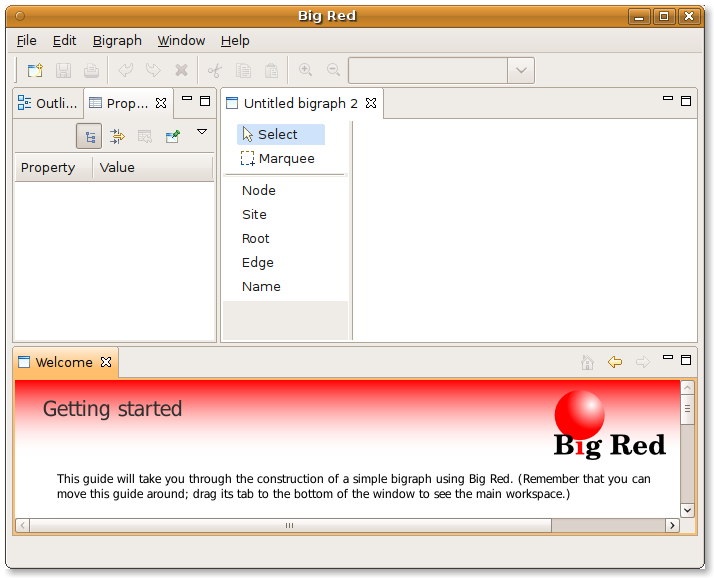 Big Red
File Edit Bigraph Window Help
Outli... Prop...
Property Value
Untitled bigraph 2
Select
Marquee
Node
Site
Root
Edge
Name
Welcome
Getting started
Big Red
This guide will take you through the construction of a simple bigraph using Big Red. (Remember that you can
move this guide around; drag its tab to the bottom of the window to see the main workspace.)